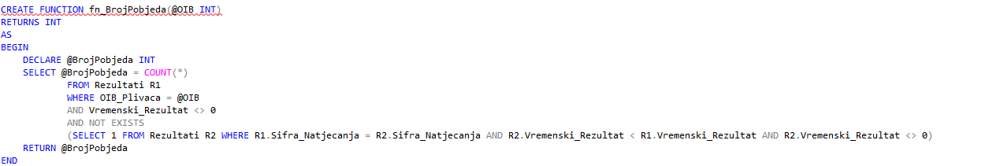 CREATE FUNCTION fn_BrojPobjeda(@OIB INT)
RETURNS INT
AS
BEGIN
    DECLARE @BrojPobjeda INT
    SELECT @BrojPobjeda = COUNT(*)
            FROM Rezultati R1
            WHERE OIB_Plivaca = @OIB
            AND Vremenski_Rezultat <> 0
            AND NOT EXISTS
            (SELECT 1 FROM Rezultati R2 WHERE R1.Sifra_Natjecanja = R2.Sifra_Natjecanja AND R2.Vremenski_Rezultat < R1.Vremenski_Rezultat AND R2.Vremenski_Rezultat <> 0)
    RETURN @BrojPobjeda
END